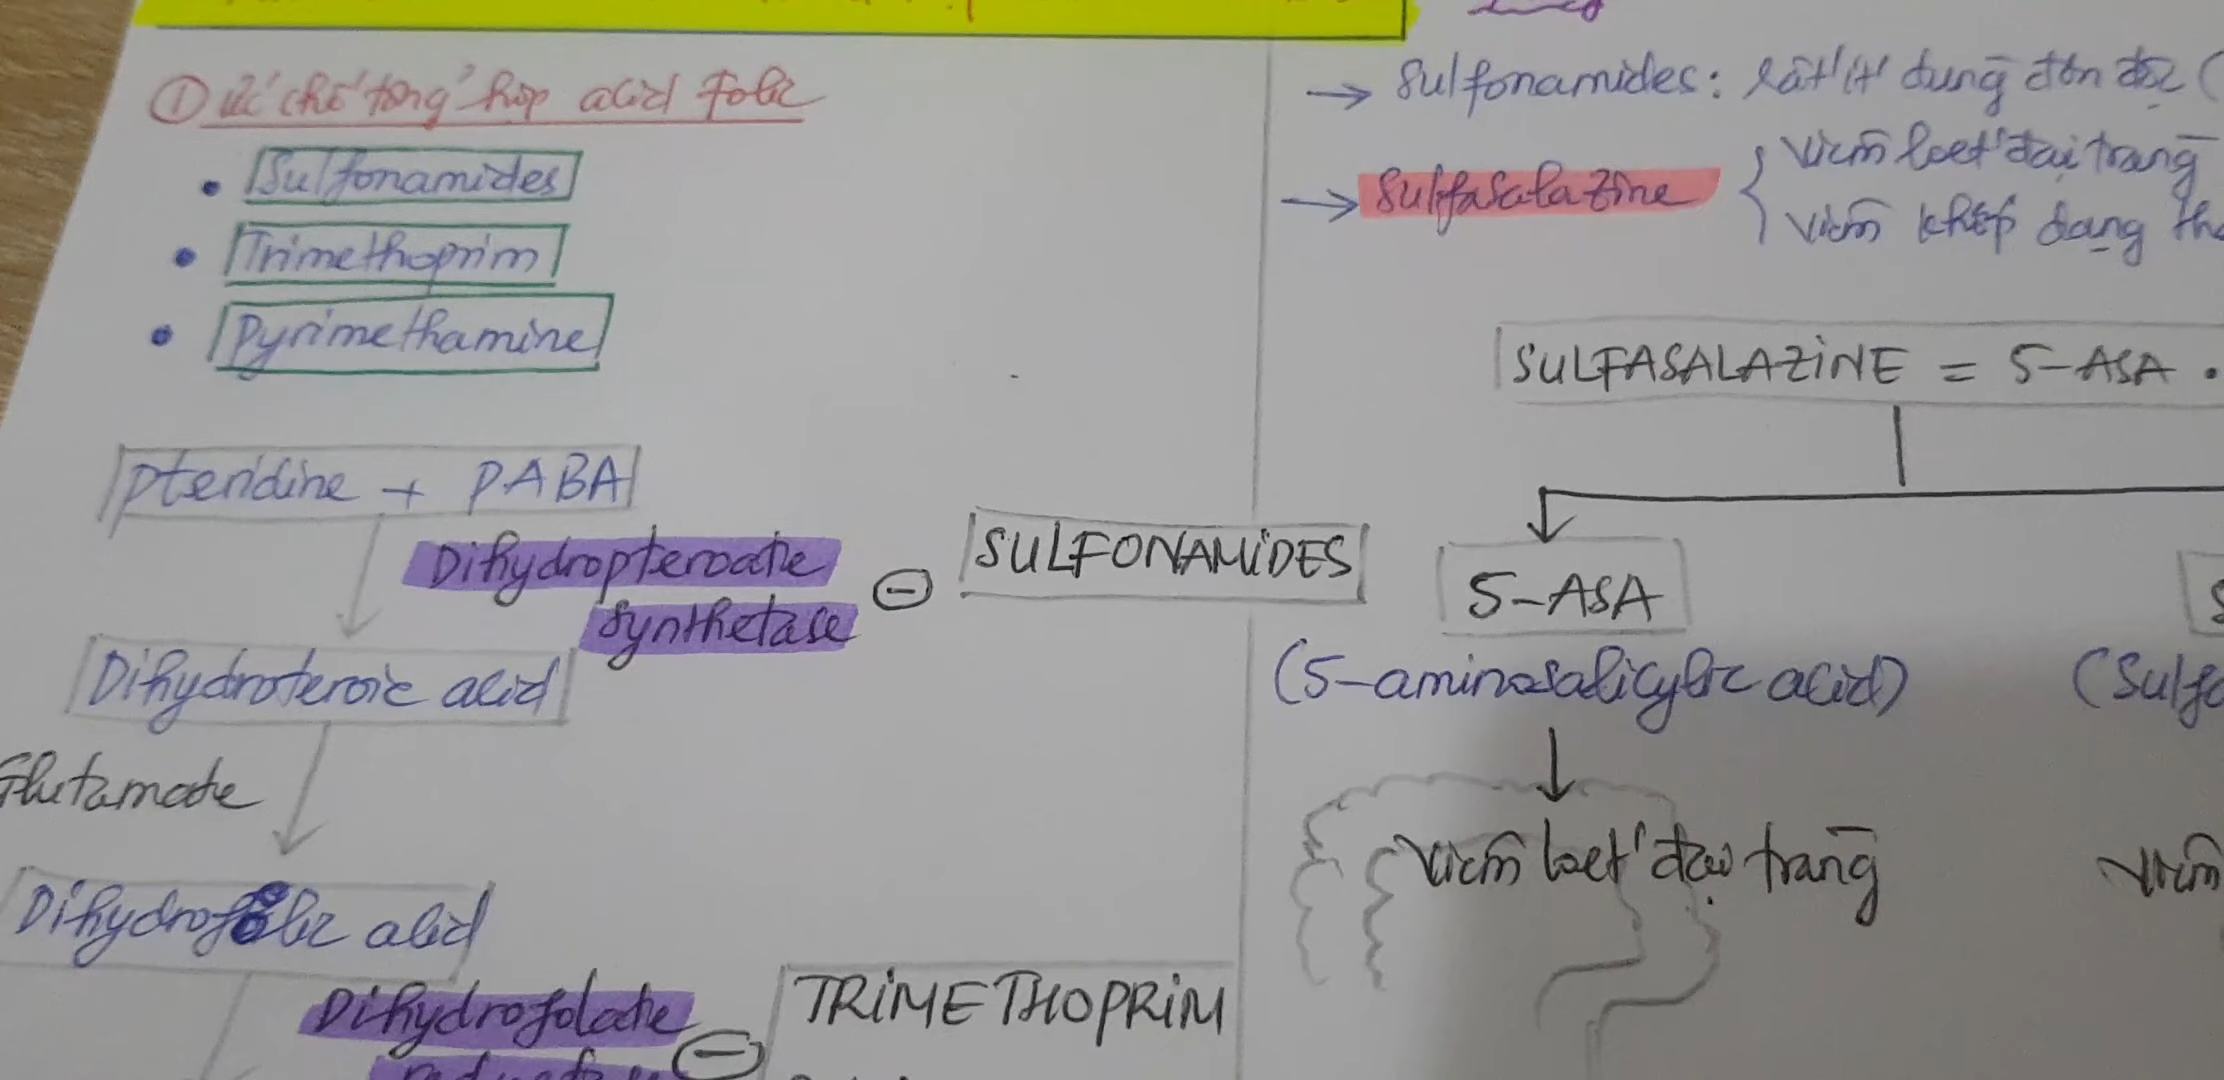 ① Ức chế tổng hợp acid folic
• Sulfonamides
• Trimethoprim
• Pyrimethamine
Pteridine + PABA
Dihydropteroate
synthetase
⊖ SULFONAMIDES
Dihydroteroic acid
Glutamate
Dihydrofolic acid
Dihydrofolate
⊖ TRIMETHOPRIM
→ Sulfonamides: rất ít dùng đơn độc (
→ Sulfasalazine { Viêm loét đại tràng
Viêm khớp dạng
SULFASALAZINE = 5-ASA
5-ASA
(5-aminosalicylic acid)
Viêm loét đại tràng
Viêm